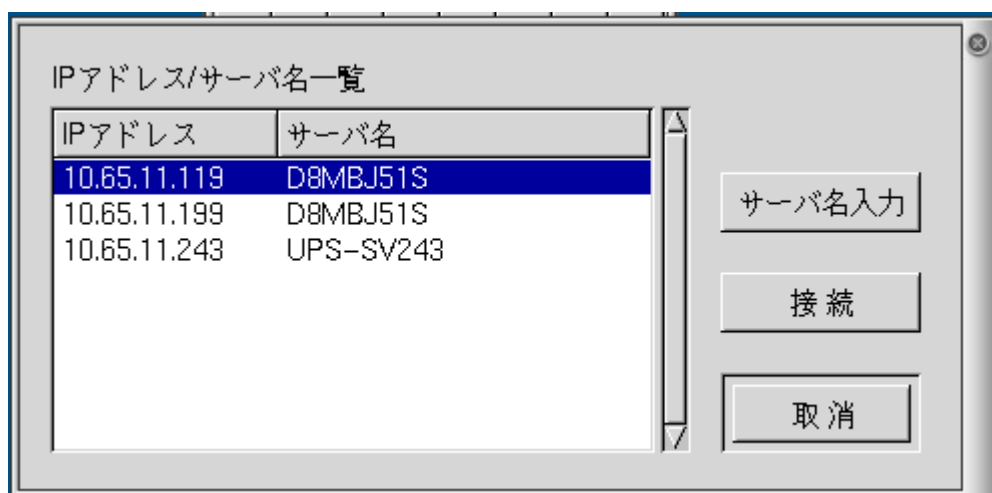 IPアドレス/サーバ名一覧
IPアドレス サーバ名
10.65.11.119 D8MBJ51S
10.65.11.199 D8MBJ51S
10.65.11.243 UPS-SV243
サーバ名入力
接続
取消